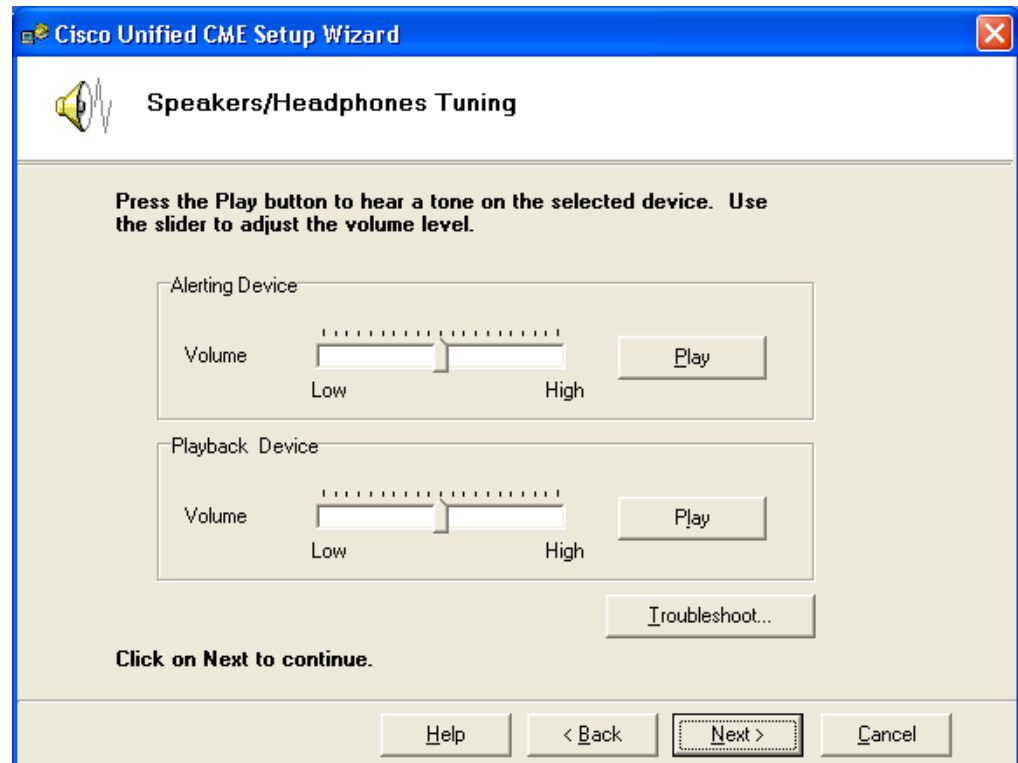 Cisco Unified CME Setup Wizard
Speakers/Headphones Tuning
Press the Play button to hear a tone on the selected device.  Use
the slider to adjust the volume level.
Alerting Device
Volume
Low
High
Play
Playback  Device
Volume
Low
High
Play
Troubleshoot...
Click on Next to continue.
Help
< Back
Next >
Cancel